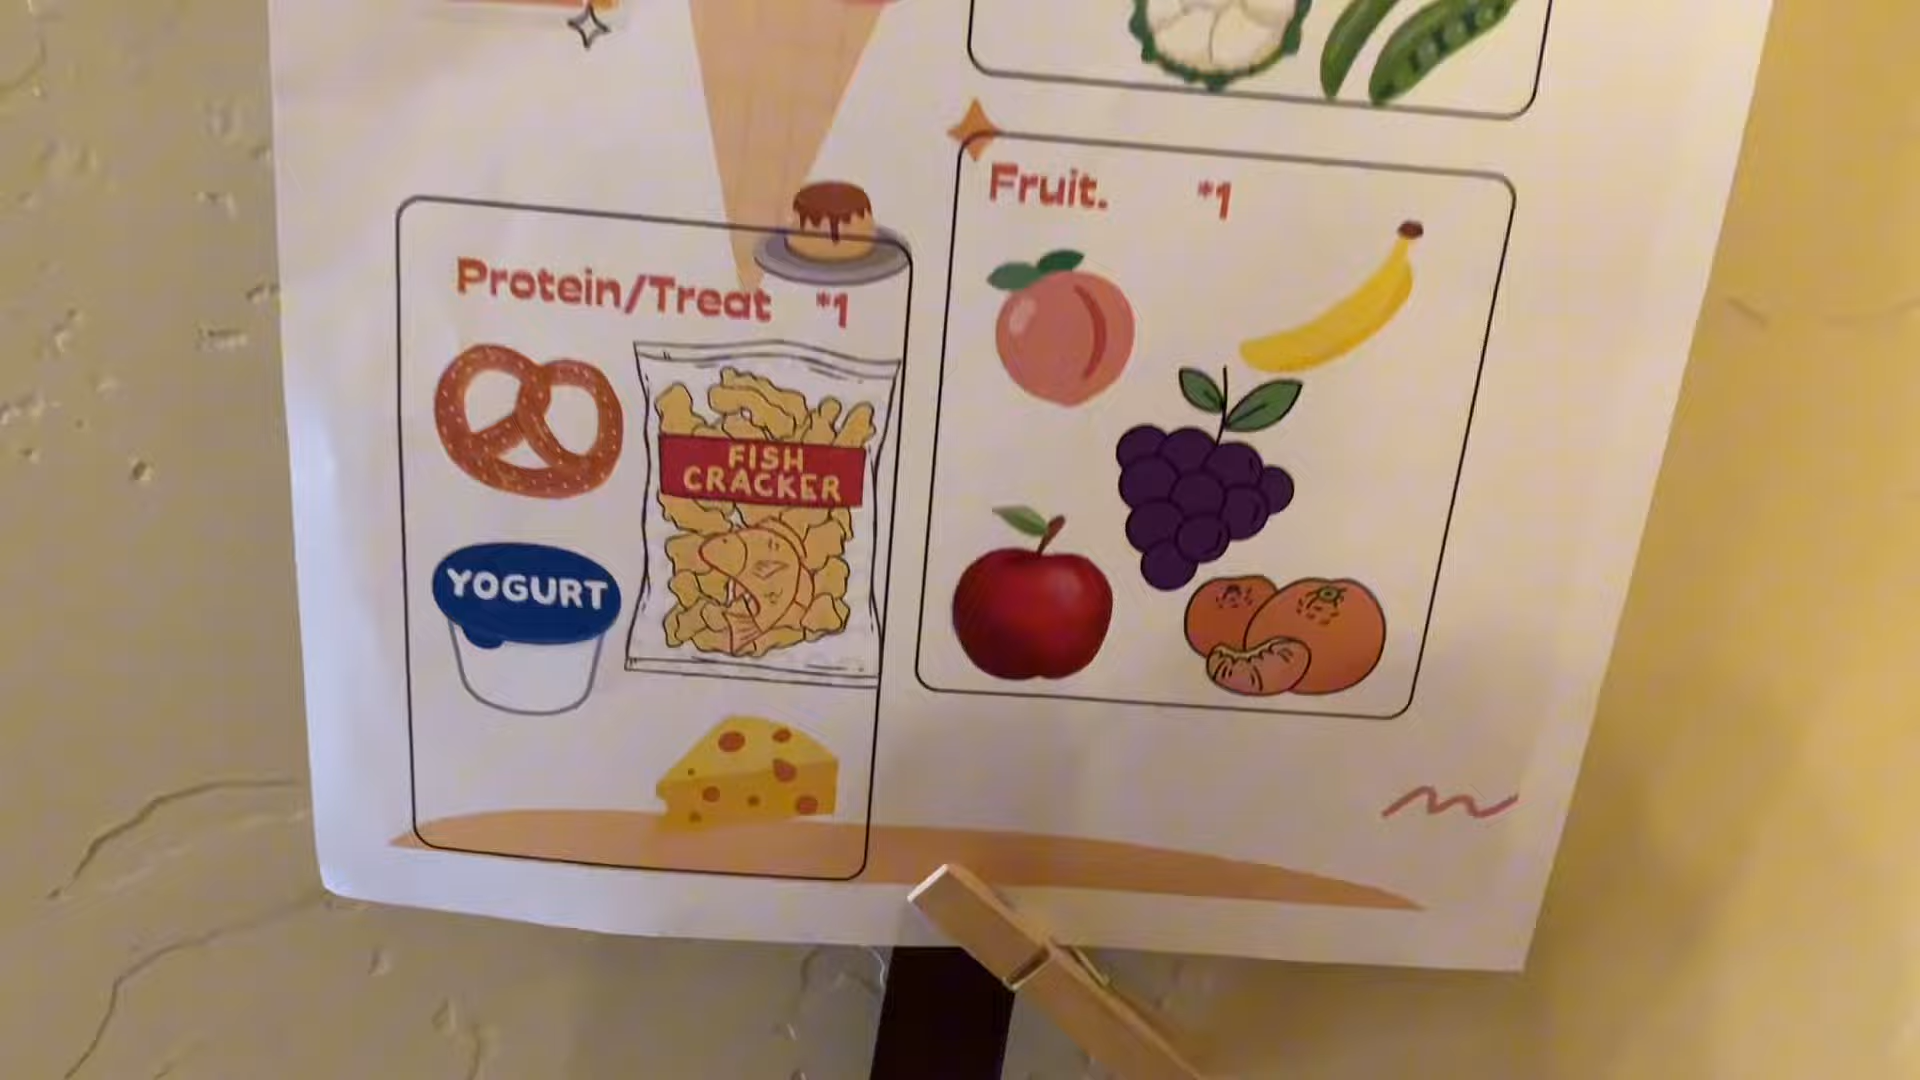 Protein/Treat *1
FISH
CRACKER
YOGURT
Fruit. *1